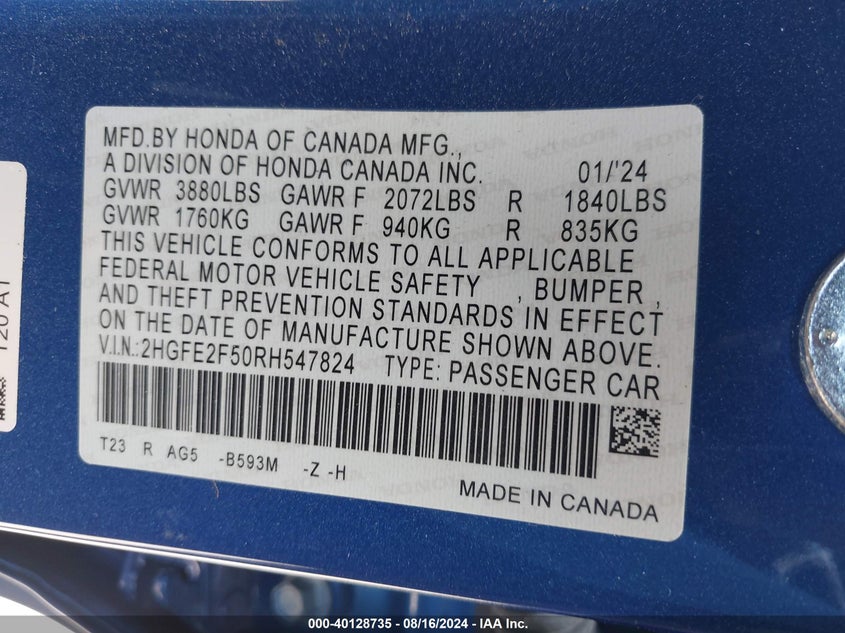 MFD.BY HONDA OF CANADA MFG.,
A DIVISION OF HONDA CANADA INC. 01/'24
GVWR 3880LBS GAWR F 2072LBS R 1840LBS
GVWR 1760KG GAWR F 940KG R 835KG
THIS VEHICLE CONFORMS TO ALL APPLICABLE
FEDERAL MOTOR VEHICLE SAFETY , BUMPER ,
AND THEFT PREVENTION STANDARDS IN EFFECT
ON THE DATE OF MANUFACTURE SHOWN ABOVE.
V.I.N.:2HGFE2F50RH547824 TYPE: PASSENGER CAR
T23 R AG5 -B593M -Z -H
MADE IN CANADA
120 A1
000-40128735 - 08/16/2024 - IAA Inc.